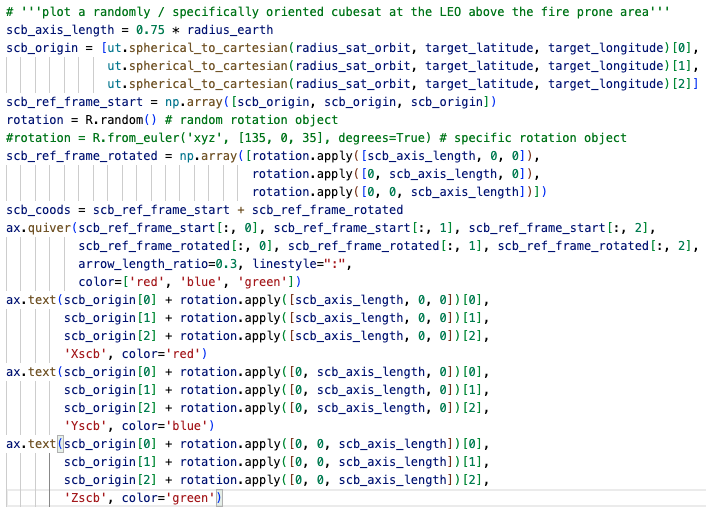 # '''plot a randomly / specifically oriented cubesat at the LEO above the fire prone area'''
scb_axis_length = 0.75 * radius_earth
scb_origin = [ut.spherical_to_cartesian(radius_sat_orbit, target_latitude, target_longitude)[0],
              ut.spherical_to_cartesian(radius_sat_orbit, target_latitude, target_longitude)[1],
              ut.spherical_to_cartesian(radius_sat_orbit, target_latitude, target_longitude)[2]]
scb_ref_frame_start = np.array([scb_origin, scb_origin, scb_origin])
rotation = R.random() # random rotation object
#rotation = R.from_euler('xyz', [135, 0, 35], degrees=True) # specific rotation object
scb_ref_frame_rotated = np.array([rotation.apply([scb_axis_length, 0, 0]),
                                  rotation.apply([0, scb_axis_length, 0]),
                                  rotation.apply([0, 0, scb_axis_length])])
scb_coods = scb_ref_frame_start + scb_ref_frame_rotated
ax.quiver(scb_ref_frame_start[:, 0], scb_ref_frame_start[:, 1], scb_ref_frame_start[:, 2],
          scb_ref_frame_rotated[:, 0], scb_ref_frame_rotated[:, 1], scb_ref_frame_rotated[:, 2],
          arrow_length_ratio=0.3, linestyle=":",
          color=['red', 'blue', 'green'])
ax.text(scb_origin[0] + rotation.apply([scb_axis_length, 0, 0])[0],
        scb_origin[1] + rotation.apply([scb_axis_length, 0, 0])[1],
        scb_origin[2] + rotation.apply([scb_axis_length, 0, 0])[2],
        'Xscb', color='red')
ax.text(scb_origin[0] + rotation.apply([0, scb_axis_length, 0])[0],
        scb_origin[1] + rotation.apply([0, scb_axis_length, 0])[1],
        scb_origin[2] + rotation.apply([0, scb_axis_length, 0])[2],
        'Yscb', color='blue')
ax.text(scb_origin[0] + rotation.apply([0, 0, scb_axis_length])[0],
        scb_origin[1] + rotation.apply([0, 0, scb_axis_length])[1],
        scb_origin[2] + rotation.apply([0, 0, scb_axis_length])[2],
        'Zscb', color='green')